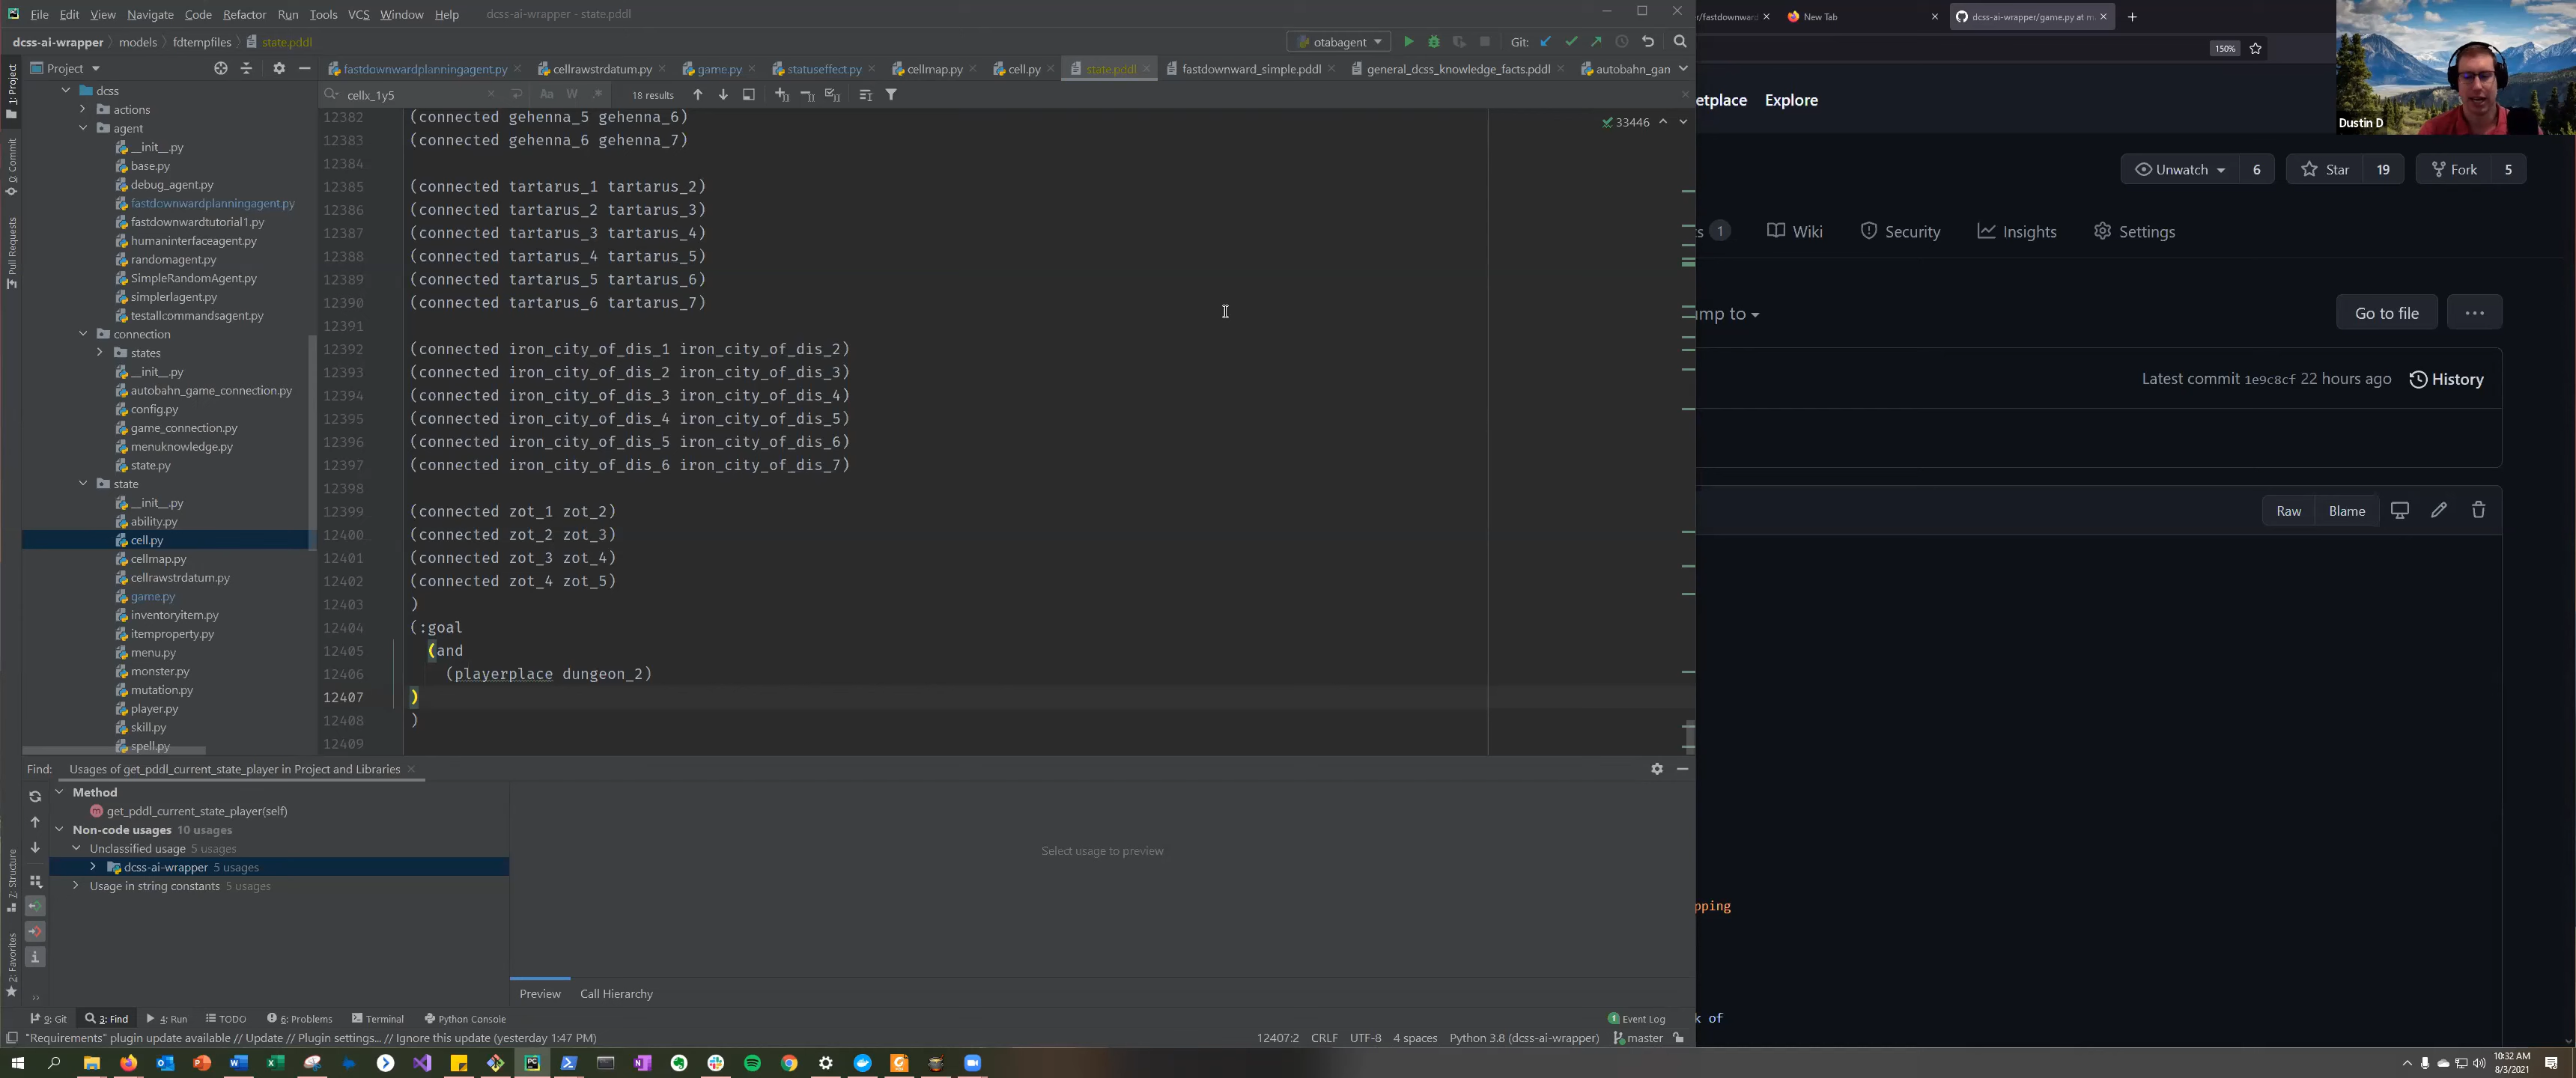 File Edit View Navigate Code Refactor Run Tools VCS Window Help dcss-ai-wrapper - state.pddl
dcss-ai-wrapper models fdtempfiles state.pddl
otabagent
Git:
Project
fastdownwardplanningagent.py cellrawstrdatum.py game.py statuseffect.py cellmap.py cell.py state.pddl fastdownward_simple.pddl general_dcss_knowledge_facts.pddl autobahn_gan
cellx_1y5
Aa W .* 18 results
33446
1: Project
0: Commit
Pull Requests
7: Structure
2: Favorites
dcss
actions
agent
__init__.py
base.py
debug_agent.py
fastdownwardplanningagent.py
fastdownwardtutorial1.py
humaninterfaceagent.py
randomagent.py
SimpleRandomAgent.py
simplerlagent.py
testallcommandsagent.py
connection
states
__init__.py
autobahn_game_connection.py
config.py
game_connection.py
menuknowledge.py
state.py
state
__init__.py
ability.py
cell.py
cellmap.py
cellrawstrdatum.py
game.py
inventoryitem.py
itemproperty.py
menu.py
monster.py
mutation.py
player.py
skill.py
spell.py
12382 (connected gehenna_5 gehenna_6)
12383 (connected gehenna_6 gehenna_7)
12384
12385 (connected tartarus_1 tartarus_2)
12386 (connected tartarus_2 tartarus_3)
12387 (connected tartarus_3 tartarus_4)
12388 (connected tartarus_4 tartarus_5)
12389 (connected tartarus_5 tartarus_6)
12390 (connected tartarus_6 tartarus_7)
12391
12392 (connected iron_city_of_dis_1 iron_city_of_dis_2)
12393 (connected iron_city_of_dis_2 iron_city_of_dis_3)
12394 (connected iron_city_of_dis_3 iron_city_of_dis_4)
12395 (connected iron_city_of_dis_4 iron_city_of_dis_5)
12396 (connected iron_city_of_dis_5 iron_city_of_dis_6)
12397 (connected iron_city_of_dis_6 iron_city_of_dis_7)
12398
12399 (connected zot_1 zot_2)
12400 (connected zot_2 zot_3)
12401 (connected zot_3 zot_4)
12402 (connected zot_4 zot_5)
12403 )
12404 (:goal
12405 (and
12406 (playerplace dungeon_2)
12407 )
12408 )
12409
Find: Usages of get_pddl_current_state_player in Project and Libraries
Method
get_pddl_current_state_player(self)
Non-code usages 10 usages
Unclassified usage 5 usages
dcss-ai-wrapper 5 usages
Usage in string constants 5 usages
Select usage to preview
Preview Call Hierarchy
9: Git 3: Find 4: Run TODO 6: Problems Terminal Python Console
1 Event Log
"Requirements" plugin update available // Update // Plugin settings... // Ignore this update (yesterday 1:47 PM)
12407:2 CRLF UTF-8 4 spaces Python 3.8 (dcss-ai-wrapper) master
r/fastdownward New Tab dcss-ai-wrapper/game.py at m
150%
etplace Explore
Dustin D
Unwatch 6 Star 19 Fork 5
s 1 Wiki Security Insights Settings
mp to
Go to file ...
Latest commit 1e9c8cf 22 hours ago History
Raw Blame
pping
k of
10:32 AM
8/3/2021